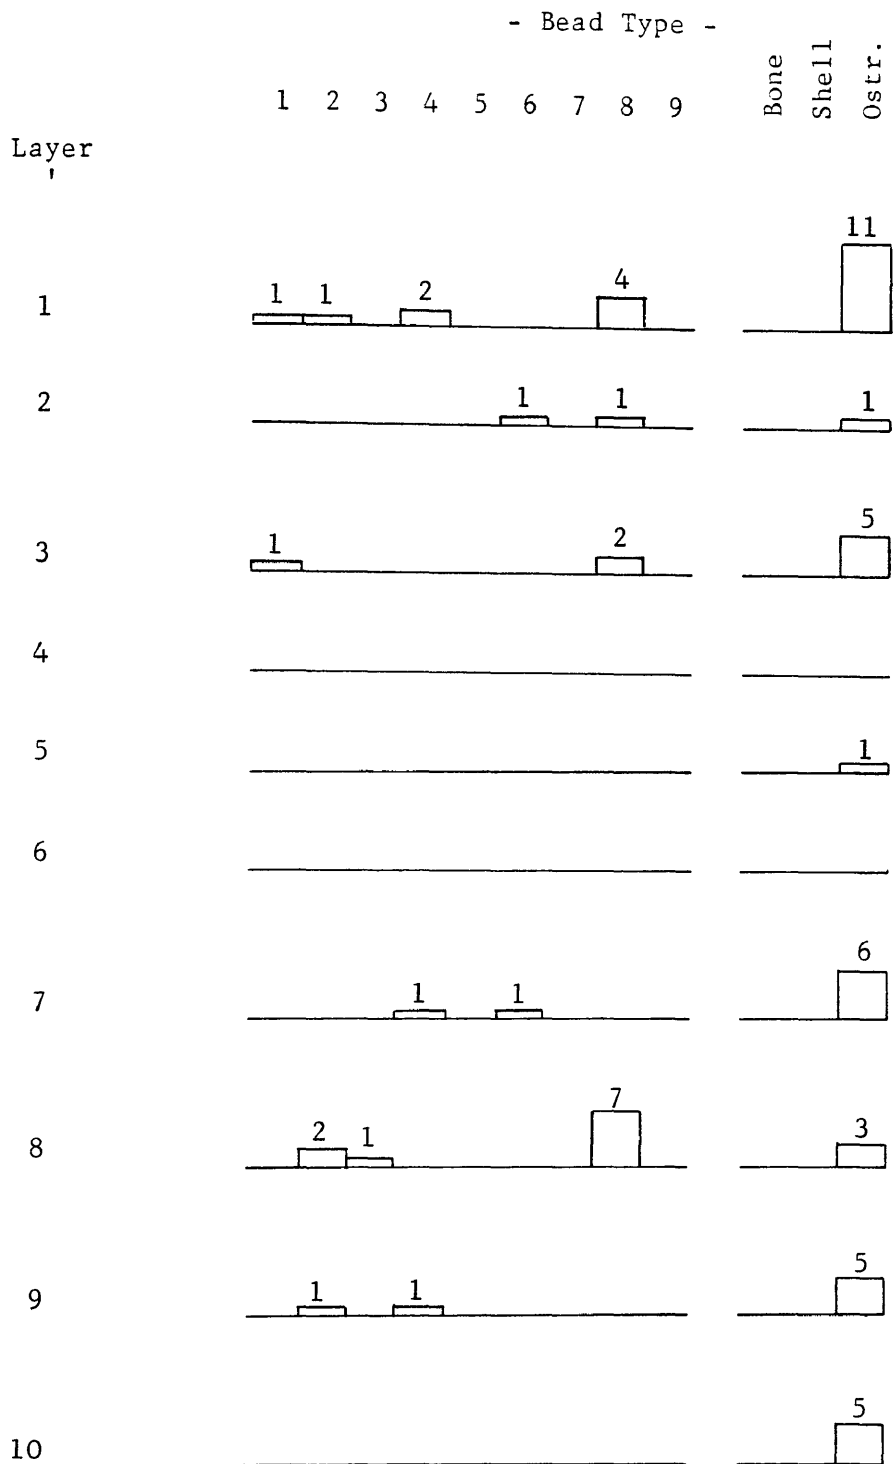 - Bead Type -
1 2 3 4 5 6 7 8 9 Bone Shell Ostr.
Layer
1 1 1 2 4 11
2 1 1 1
3 1 2 5
4
5 1
6
7 1 1 6
8 2 1 7 3
9 1 1 5
10 5